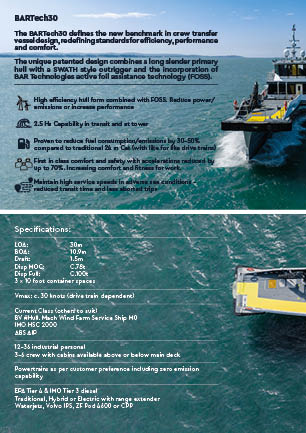 BARTech30
The BARTech30 defines the new benchmark in crew transfer
vessel design, redefining standards for efficiency, performance
and comfort.
The unique patented design combines a long slender primary
hull with a SWATH style outrigger and the incorporation of
BAR Technologies active foil assistance technology (FOSS).
High efficiency hull form combined with FOSS. Reduce power/
emissions or increase performance
2.5 Hs Capability in transit and at tower
Proven to reduce fuel consumption/emissions by 30-50%
compared to traditional 26 m Cat (with like for like drive trains)
First in class comfort and safety with accelerations reduced by
up to 70%. Increasing comfort and fitness for work.
Maintain high service speeds in adverse sea conditions –
reduced transit time and less aborted trips
Specifications:
LOA: 30m
BOA: 10.9m
Draft: 1.5m
Disp MOQ: C.78t
Disp Full: C.100t
3 x 10 foot container spaces
Vmax: c. 30 knots (drive train dependent)
Current Class (other to suit)
BV Hull, Mach Wind Farm Service Ship M0
IMO HSC 2000
ABS AIP
12-36 industrial personal
3-6 crew with cabins available above or below main deck
Powertrains as per customer preference including zero emission
capability
EPA Tier 4 & IMO Tier 3 diesel
Traditional, Hybrid or Electric with range extender
Waterjets, Volvo IPS, ZF Pod 4600 or CPP